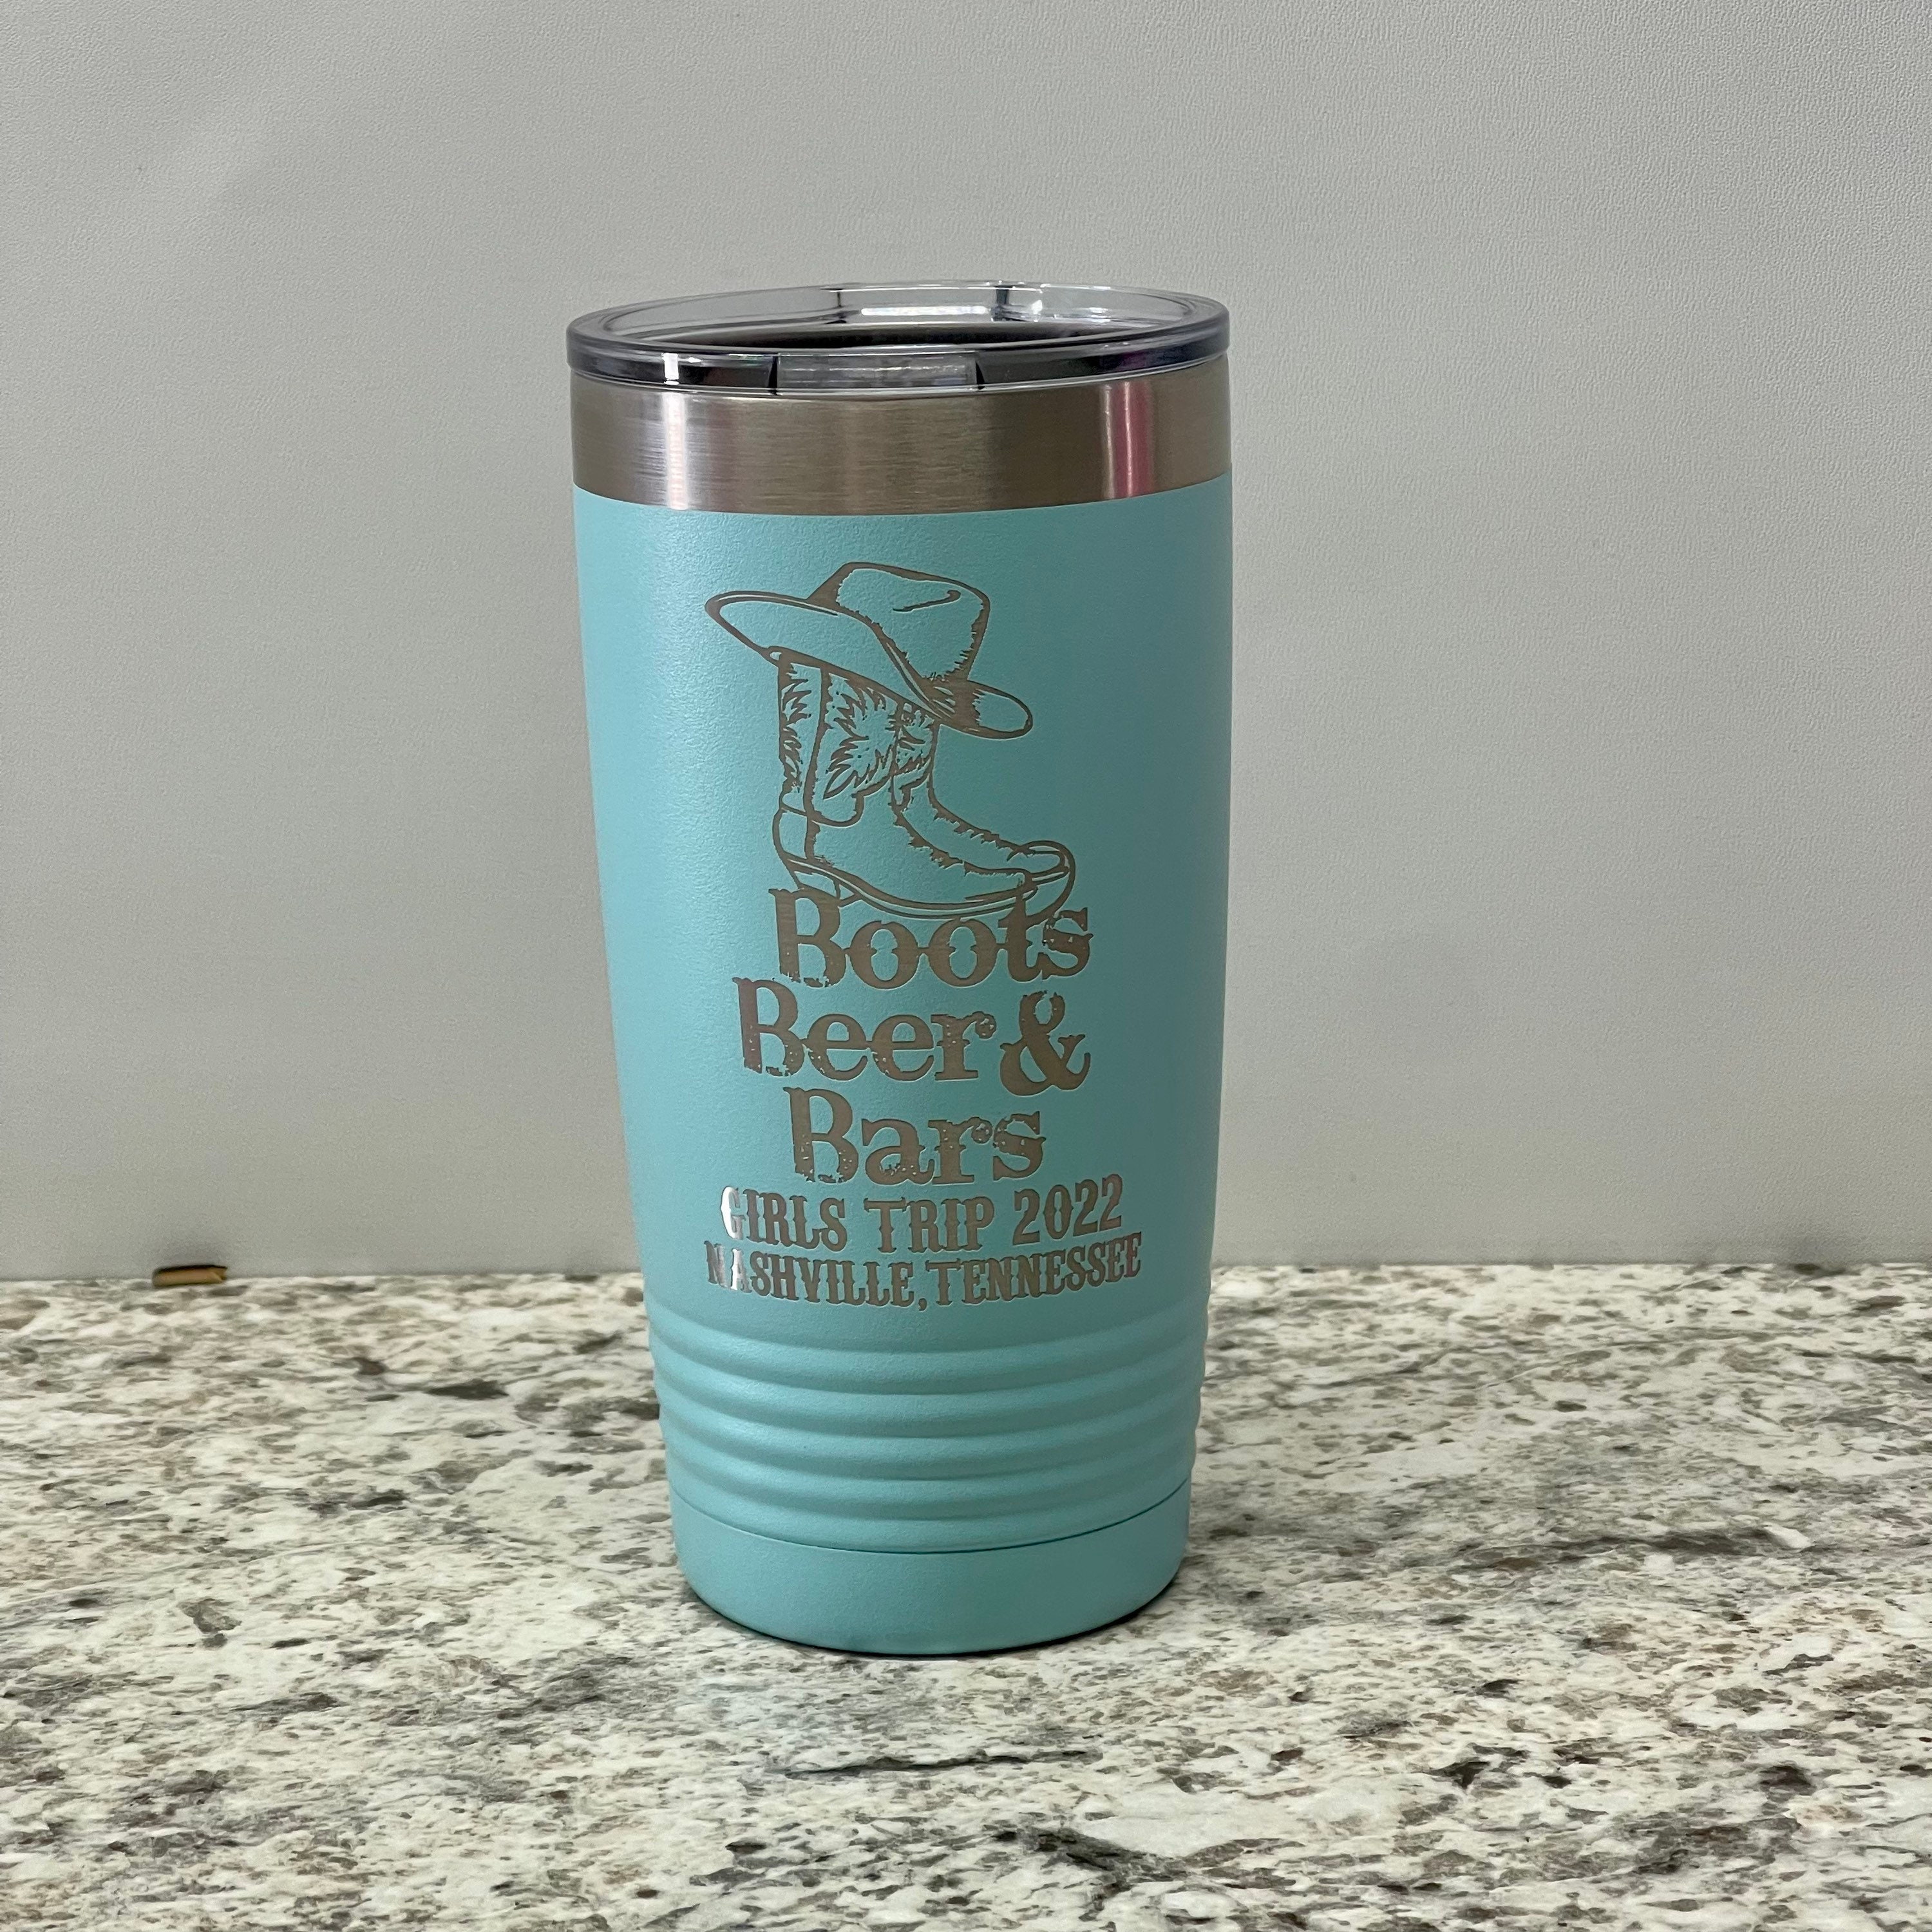 Boots
Beer &
Bars
GIRLS TRIP 2022
NASHVILLE, TENNESSEE